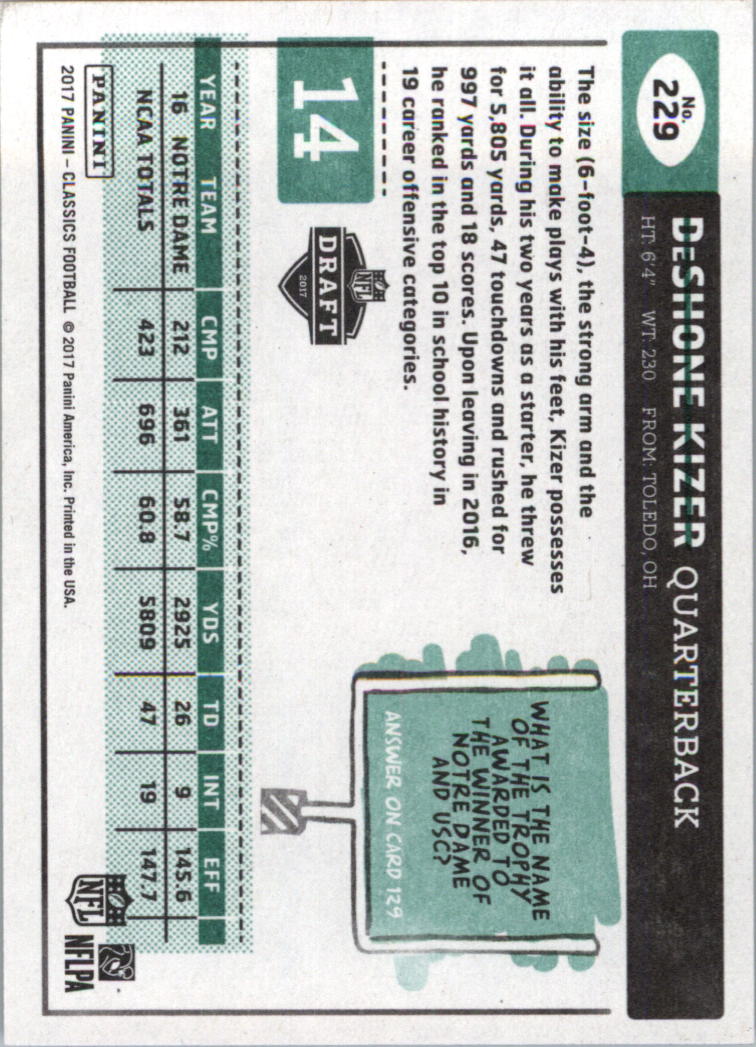 No.
229
DESHONE KIZER QUARTERBACK
HT: 6'4" WT: 230 FROM: TOLEDO, OH
The size (6-foot-4), the strong arm and the
ability to make plays with his feet, Kizer possesses
it all. During his two years as a starter, he threw
for 5,805 yards, 47 touchdowns and rushed for
997 yards and 18 scores. Upon leaving in 2016,
he ranked in the top 10 in school history in
19 career offensive categories.
WHAT IS THE NAME
OF THE TROPHY
AWARDED TO
THE WINNER OF
NOTRE DAME
AND USC?
ANSWER ON CARD 129
14
NFL
DRAFT
2017
YEAR TEAM CMP ATT CMP% YDS TD INT EFF
16 NOTRE DAME 212 361 58.7 2925 26 9 145.6
NCAA TOTALS 423 696 60.8 5809 47 19 147.7
PANINI
2017 PANINI – CLASSICS FOOTBALL © 2017 Panini America, Inc. Printed in the USA.
NFL
NFLPA